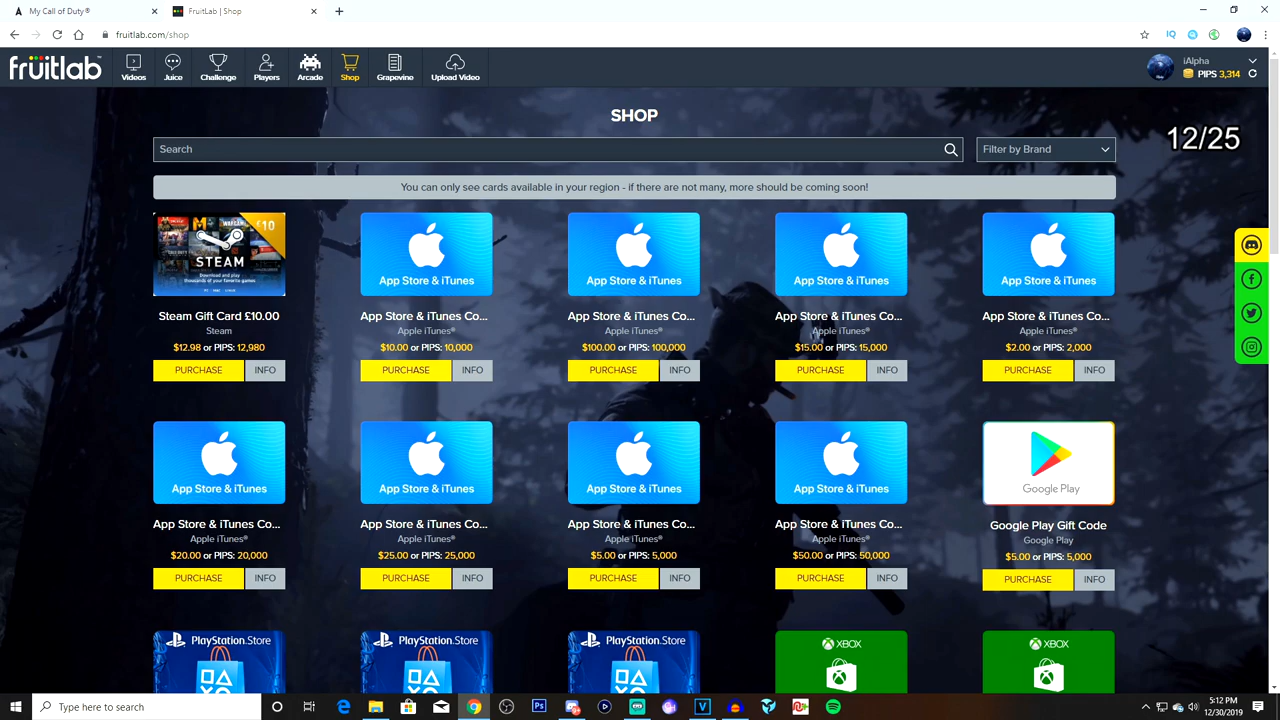 My Call of Duty®
FruitLab | Shop
fruitlab.com/shop
fruitlab
Videos
Juice
Challenge
Players
Arcade
Shop
Grapevine
Upload Video
iAlpha
PIPS 3,314
SHOP
12/25
Search
Filter by Brand
You can only see cards available in your region - if there are not many, more should be coming soon!
£10
STEAM
Download and play
thousands of your favorite games
App Store & iTunes
App Store & iTunes
App Store & iTunes
App Store & iTunes
Steam Gift Card £10.00
App Store & iTunes Co...
App Store & iTunes Co...
App Store & iTunes Co...
App Store & iTunes Co...
Steam
Apple iTunes®
Apple iTunes®
Apple iTunes®
Apple iTunes®
$12.98 or PIPS: 12,980
$10.00 or PIPS: 10,000
$100.00 or PIPS: 100,000
$15.00 or PIPS: 15,000
$2.00 or PIPS: 2,000
PURCHASE INFO
PURCHASE INFO
PURCHASE INFO
PURCHASE INFO
PURCHASE INFO
App Store & iTunes
App Store & iTunes
App Store & iTunes
App Store & iTunes
Google Play
App Store & iTunes Co...
App Store & iTunes Co...
App Store & iTunes Co...
App Store & iTunes Co...
Google Play Gift Code
Apple iTunes®
Apple iTunes®
Apple iTunes®
Apple iTunes®
Google Play
$20.00 or PIPS: 20,000
$25.00 or PIPS: 25,000
$5.00 or PIPS: 5,000
$50.00 or PIPS: 50,000
$5.00 or PIPS: 5,000
PURCHASE INFO
PURCHASE INFO
PURCHASE INFO
PURCHASE INFO
PURCHASE INFO
PlayStation.Store
PlayStation.Store
PlayStation.Store
XBOX
XBOX
Type here to search
5:12 PM
12/30/2019